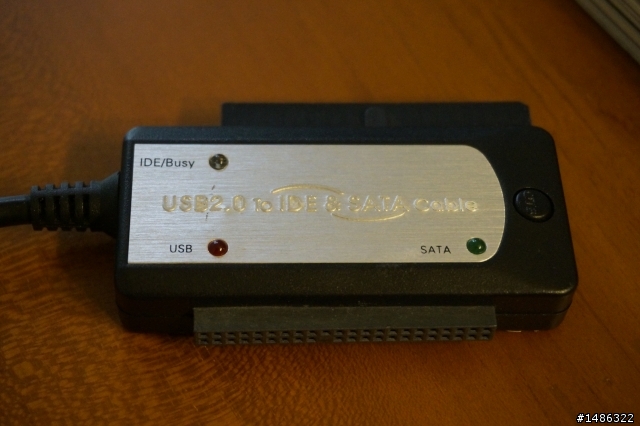 IDE/Busy
USB2.0 to IDE & SATA Cable
USB
SATA
#1486322